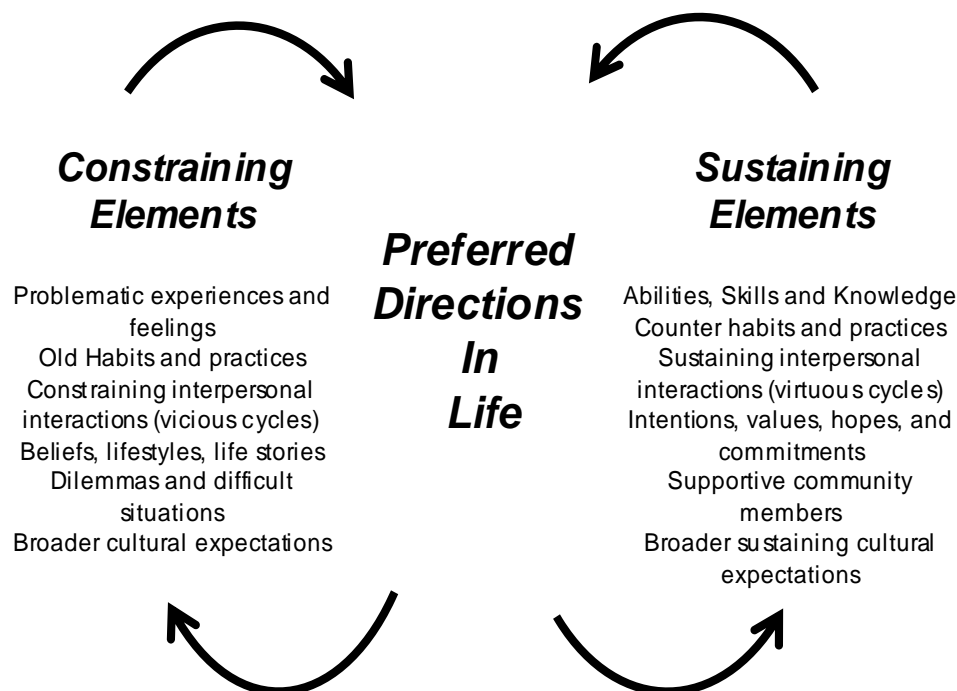 Constraining
Elements
Problematic experiences and
feelings
Old Habits and practices
Constraining interpersonal
interactions (vicious cycles)
Beliefs, lifestyles, life stories
Dilemmas and difficult
situations
Broader cultural expectations
Preferred
Directions
In
Life
Sustaining
Elements
Abilities, Skills and Knowledge
Counter habits and practices
Sustaining interpersonal
interactions (virtuous cycles)
Intentions, values, hopes, and
commitments
Supportive community
members
Broader sustaining cultural
expectations